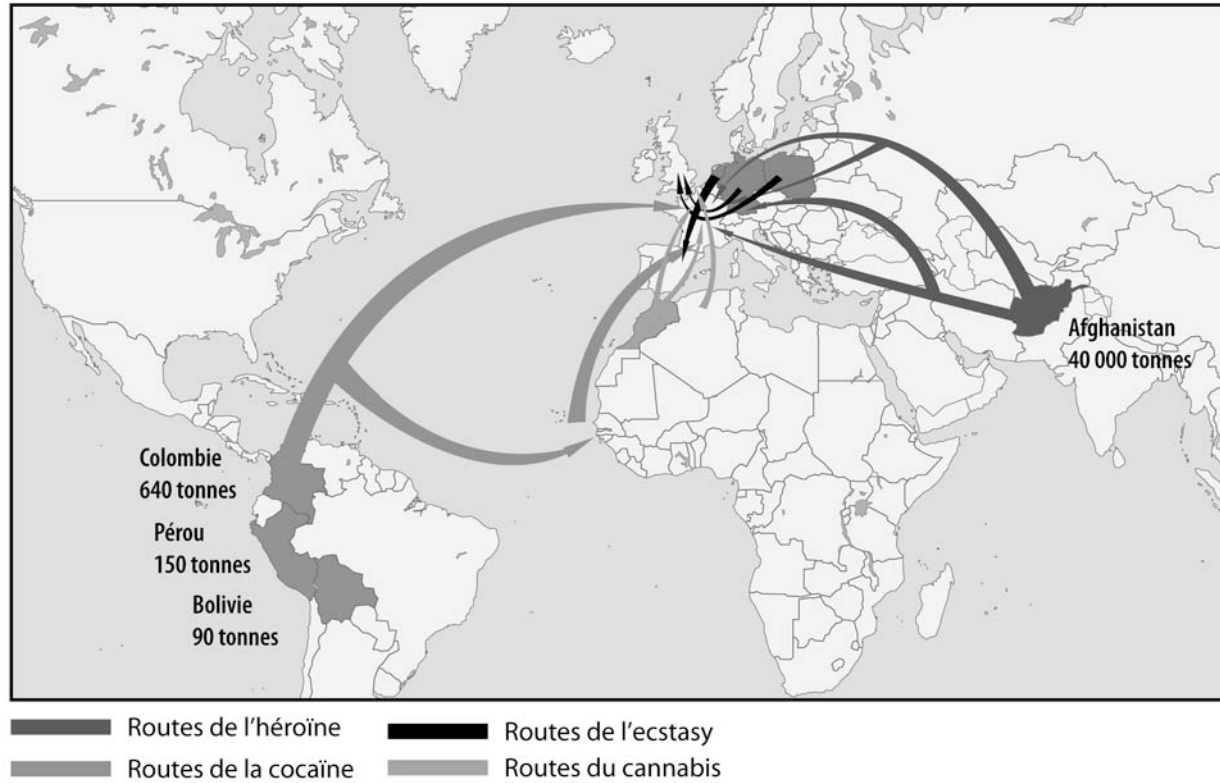 Afghanistan
40 000 tonnes
Colombie
640 tonnes
Pérou
150 tonnes
Bolivie
90 tonnes
Routes de l’héroïne
Routes de l’ecstasy
Routes de la cocaïne
Routes du cannabis